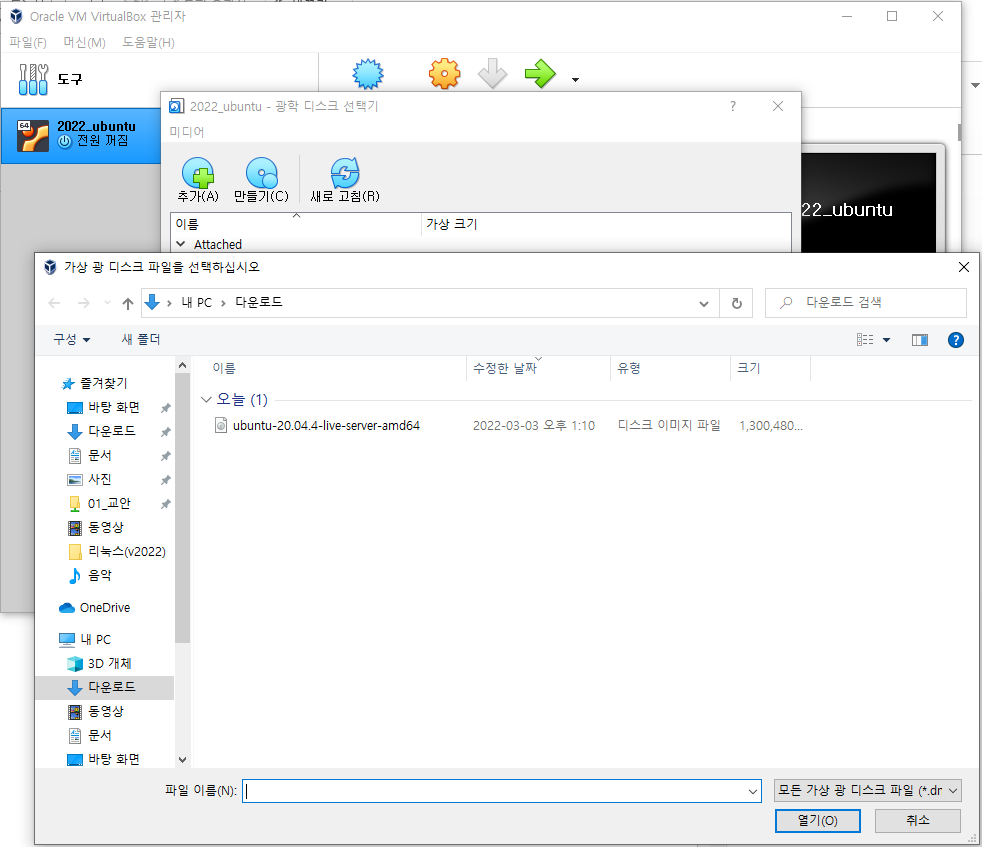 Oracle VM VirtualBox 관리자
파일(F) 머신(M) 도움말(H)
도구
64
2022_ubuntu
전원 꺼짐
2022_ubuntu - 광학 디스크 선택기 ?
미디어
추가(A) 만들기(C) 새로 고침(R)
이름 가상 크기
Attached
22_ubuntu
가상 광 디스크 파일을 선택하십시오
내 PC 다운로드 다운로드 검색
구성 새 폴더 ?
이름 수정한 날짜 유형 크기
오늘 (1)
ubuntu-20.04.4-live-server-amd64 2022-03-03 오후 1:10 디스크 이미지 파일 1,300,480...
즐겨찾기
바탕 화면
다운로드
문서
사진
01_교안
동영상
리눅스(v2022)
음악
OneDrive
내 PC
3D 개체
다운로드
동영상
문서
바탕 화면
파일 이름(N): 모든 가상 광 디스크 파일 (*.dr
열기(O) 취소